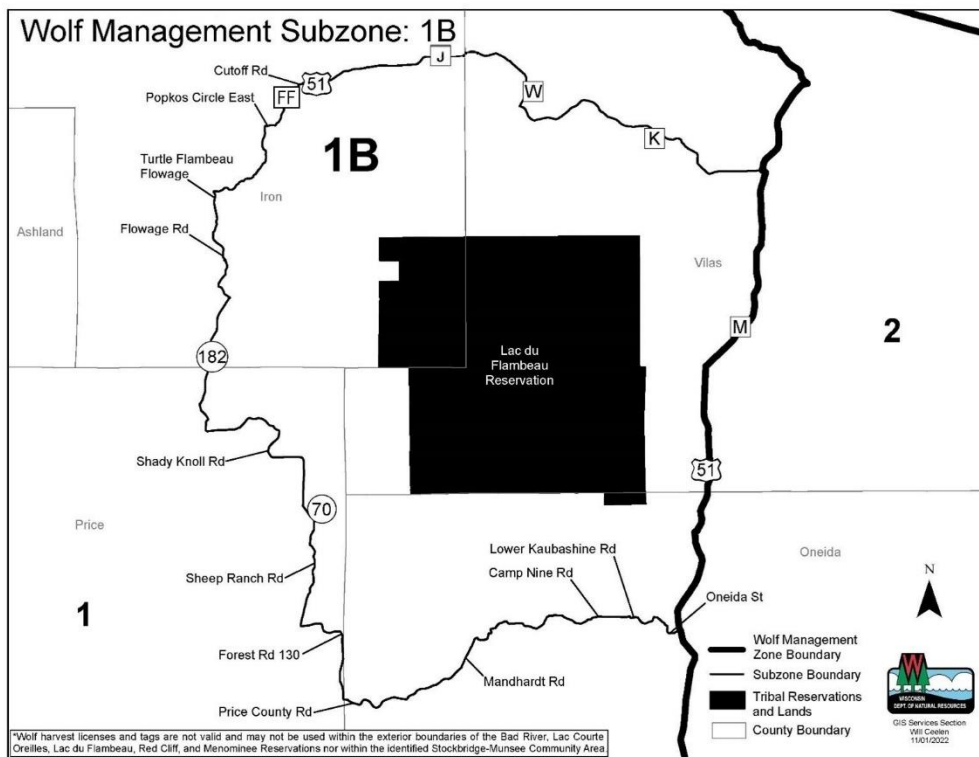 Wolf Management Subzone: 1B
J
Cutoff Rd
51
FF
W
Popkos Circle East
K
1B
Turtle Flambeau
Flowage
Iron
Ashland
Flowage Rd
Vilas
M
2
182
Lac du
Flambeau
Reservation
Shady Knoll Rd
51
70
Price
Oneida
Lower Kaubashine Rd
Sheep Ranch Rd
Camp Nine Rd
N
Oneida St
1
Wolf Management
Zone Boundary
Forest Rd 130
Subzone Boundary
Mandhardt Rd
Tribal Reservations
and Lands
Price County Rd
County Boundary
W
WISCONSIN
DEPT. OF NATURAL RESOURCES
GIS Services Section
Will Ceelen
11/01/2022
*Wolf harvest licenses and tags are not valid and may not be used within the exterior boundaries of the Bad River, Lac Courte
Oreilles, Lac du Flambeau, Red Cliff, and Menominee Reservations nor within the identified Stockbridge-Munsee Community Area.